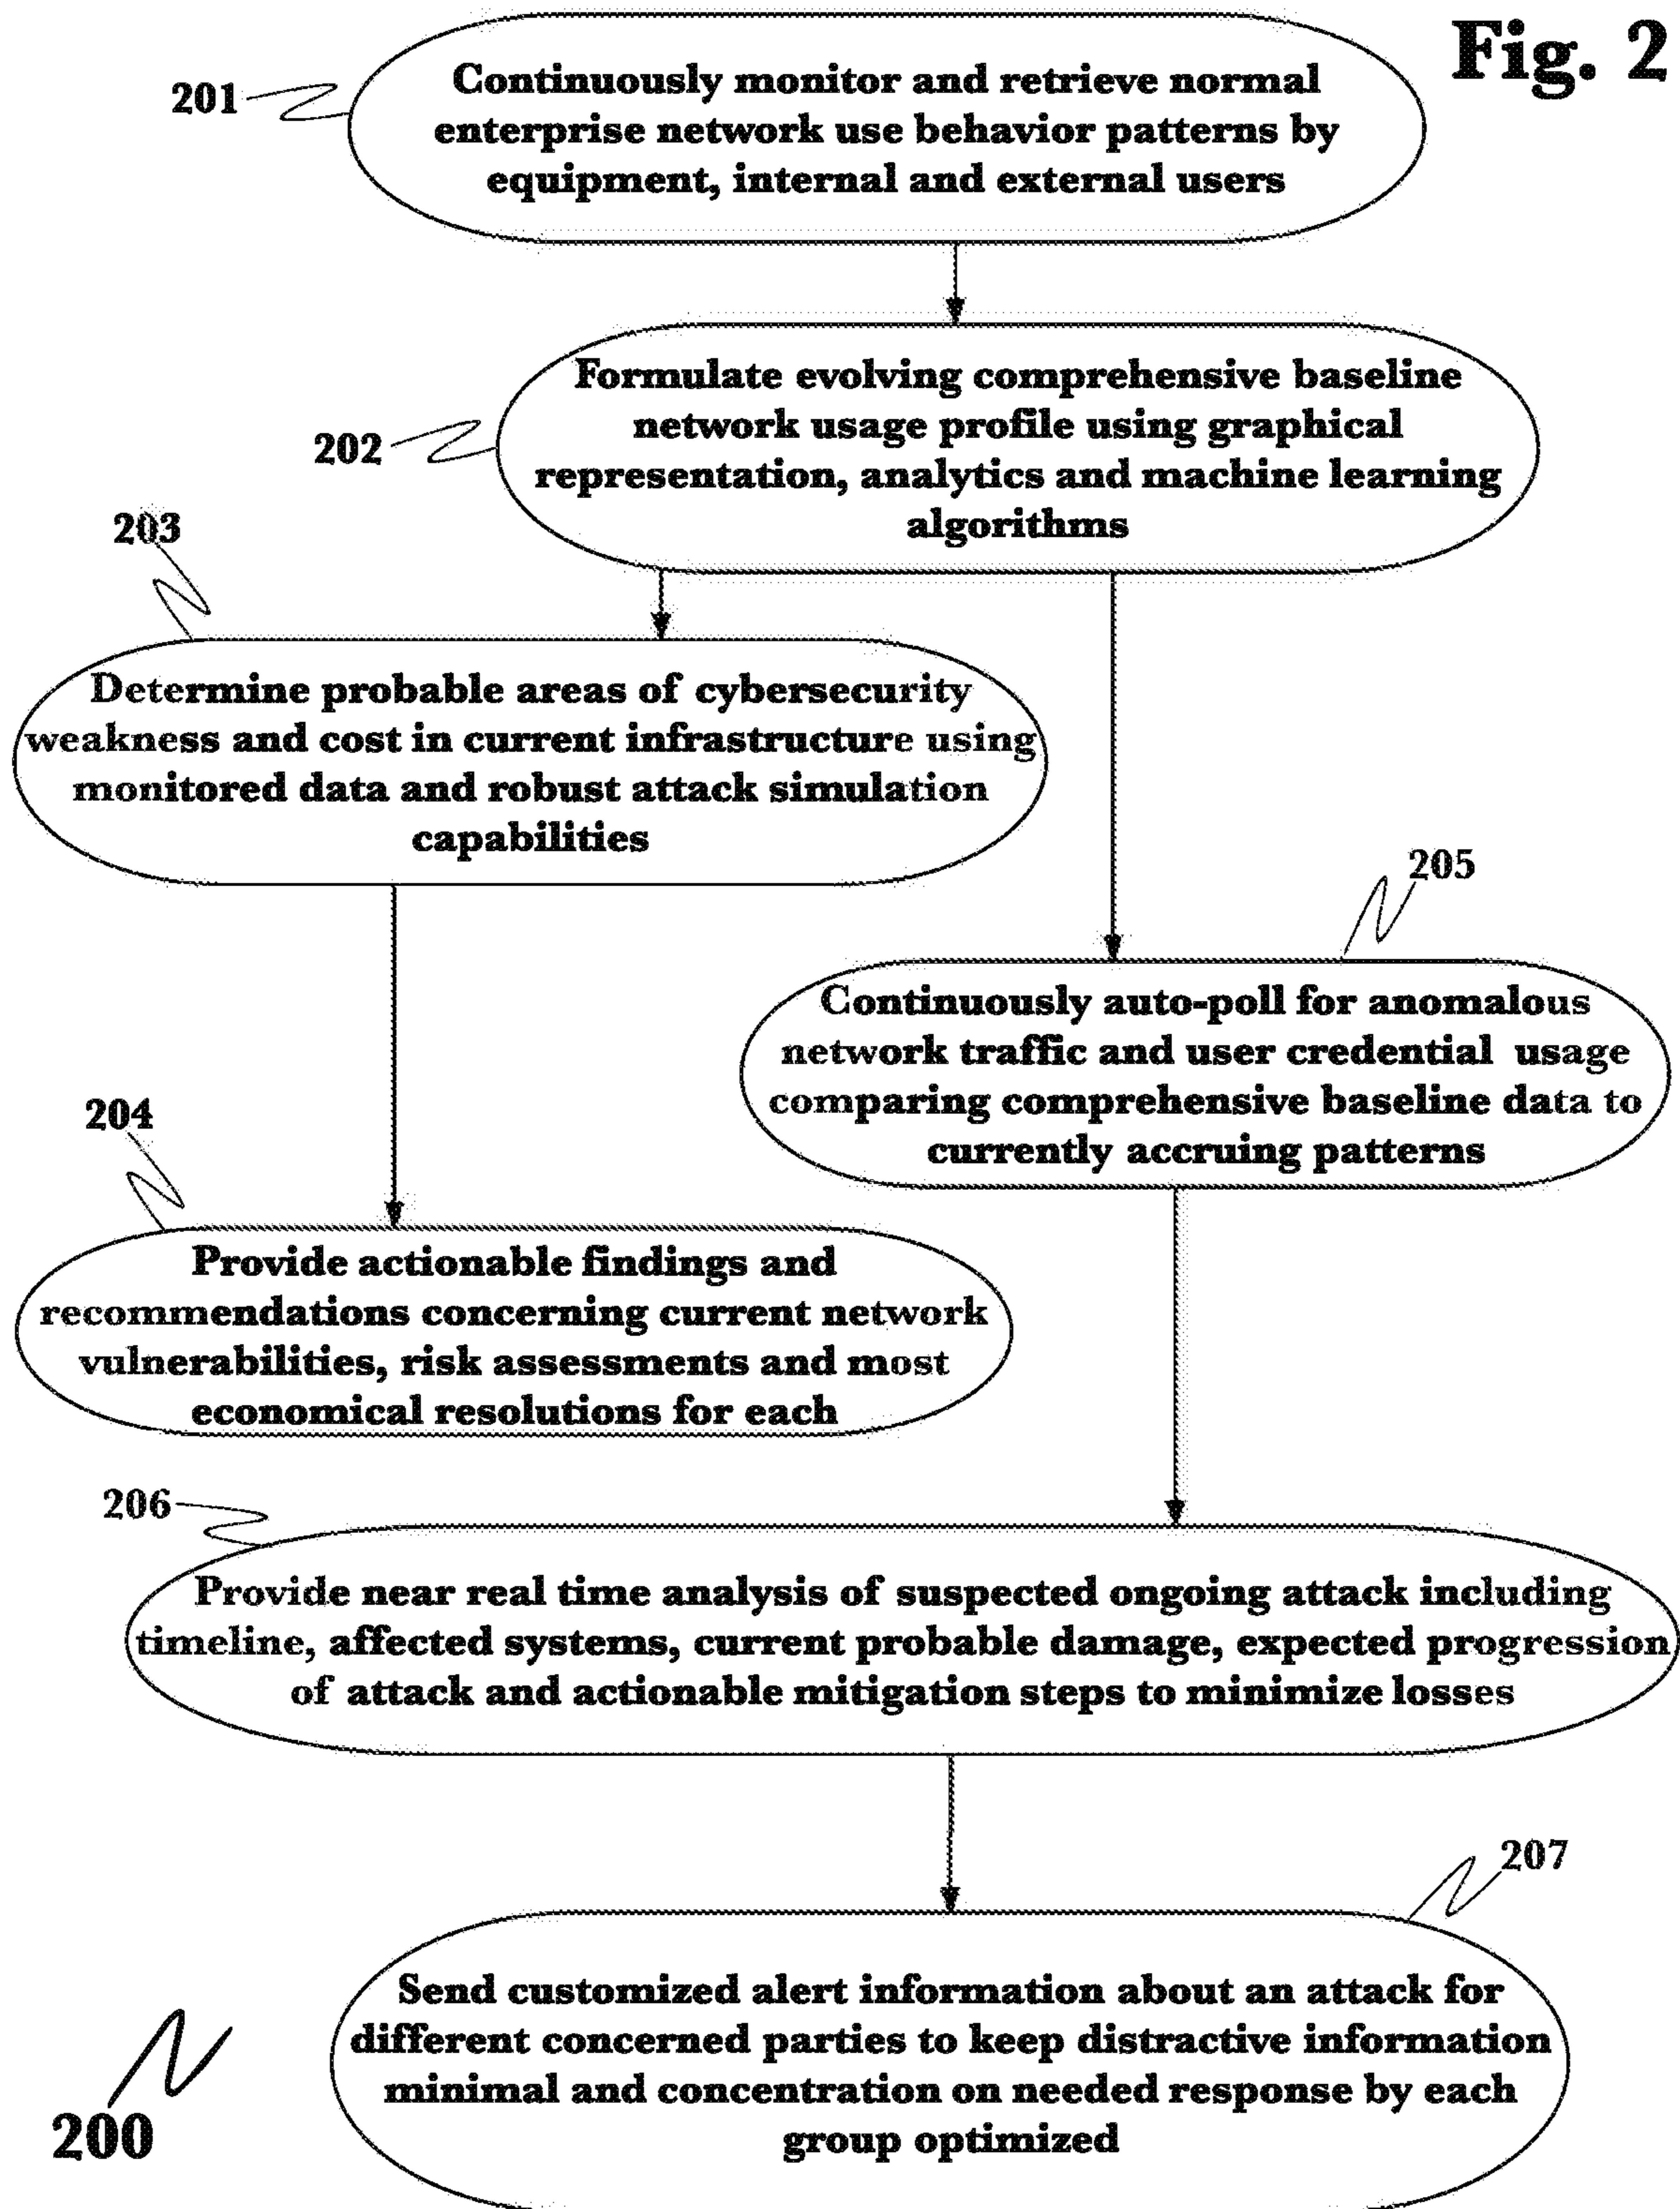 Fig. 2
201
Continuously monitor and retrieve normal
enterprise network use behavior patterns by
equipment, internal and external users
202
Formulate evolving comprehensive baseline
network usage profile using graphical
representation, analytics and machine learning
algorithms
203
Determine probable areas of cybersecurity
weakness and cost in current infrastructure using
monitored data and robust attack simulation
capabilities
205
Continuously auto-poll for anomalous
network traffic and user credential usage
comparing comprehensive baseline data to
currently accruing patterns
204
Provide actionable findings and
recommendations concerning current network
vulnerabilities, risk assessments and most
economical resolutions for each
206
Provide near real time analysis of suspected ongoing attack including
timeline, affected systems, current probable damage, expected progression
of attack and actionable mitigation steps to minimize losses
207
Send customized alert information about an attack for
different concerned parties to keep distractive information
minimal and concentration on needed response by each
group optimized
200